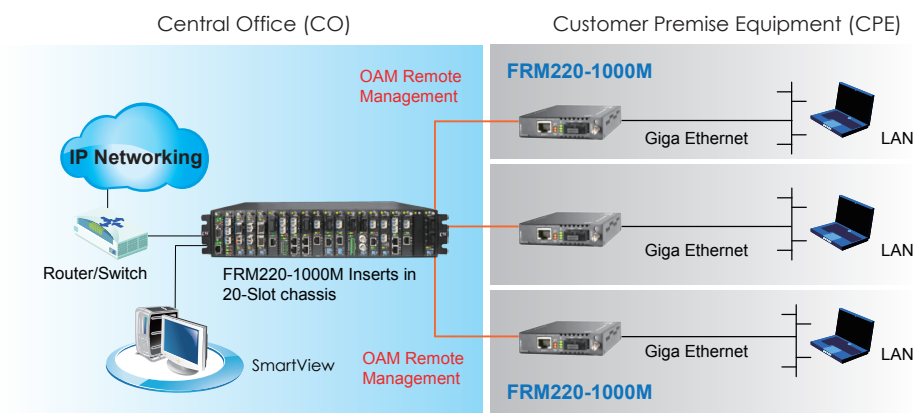 Central Office (CO)
Customer Premise Equipment (CPE)
OAM Remote
Management
FRM220-1000M
IP Networking
Giga Ethernet
LAN
Router/Switch
FRM220-1000M Inserts in
20-Slot chassis
Giga Ethernet
LAN
SmartView
OAM Remote
Management
Giga Ethernet
LAN
FRM220-1000M